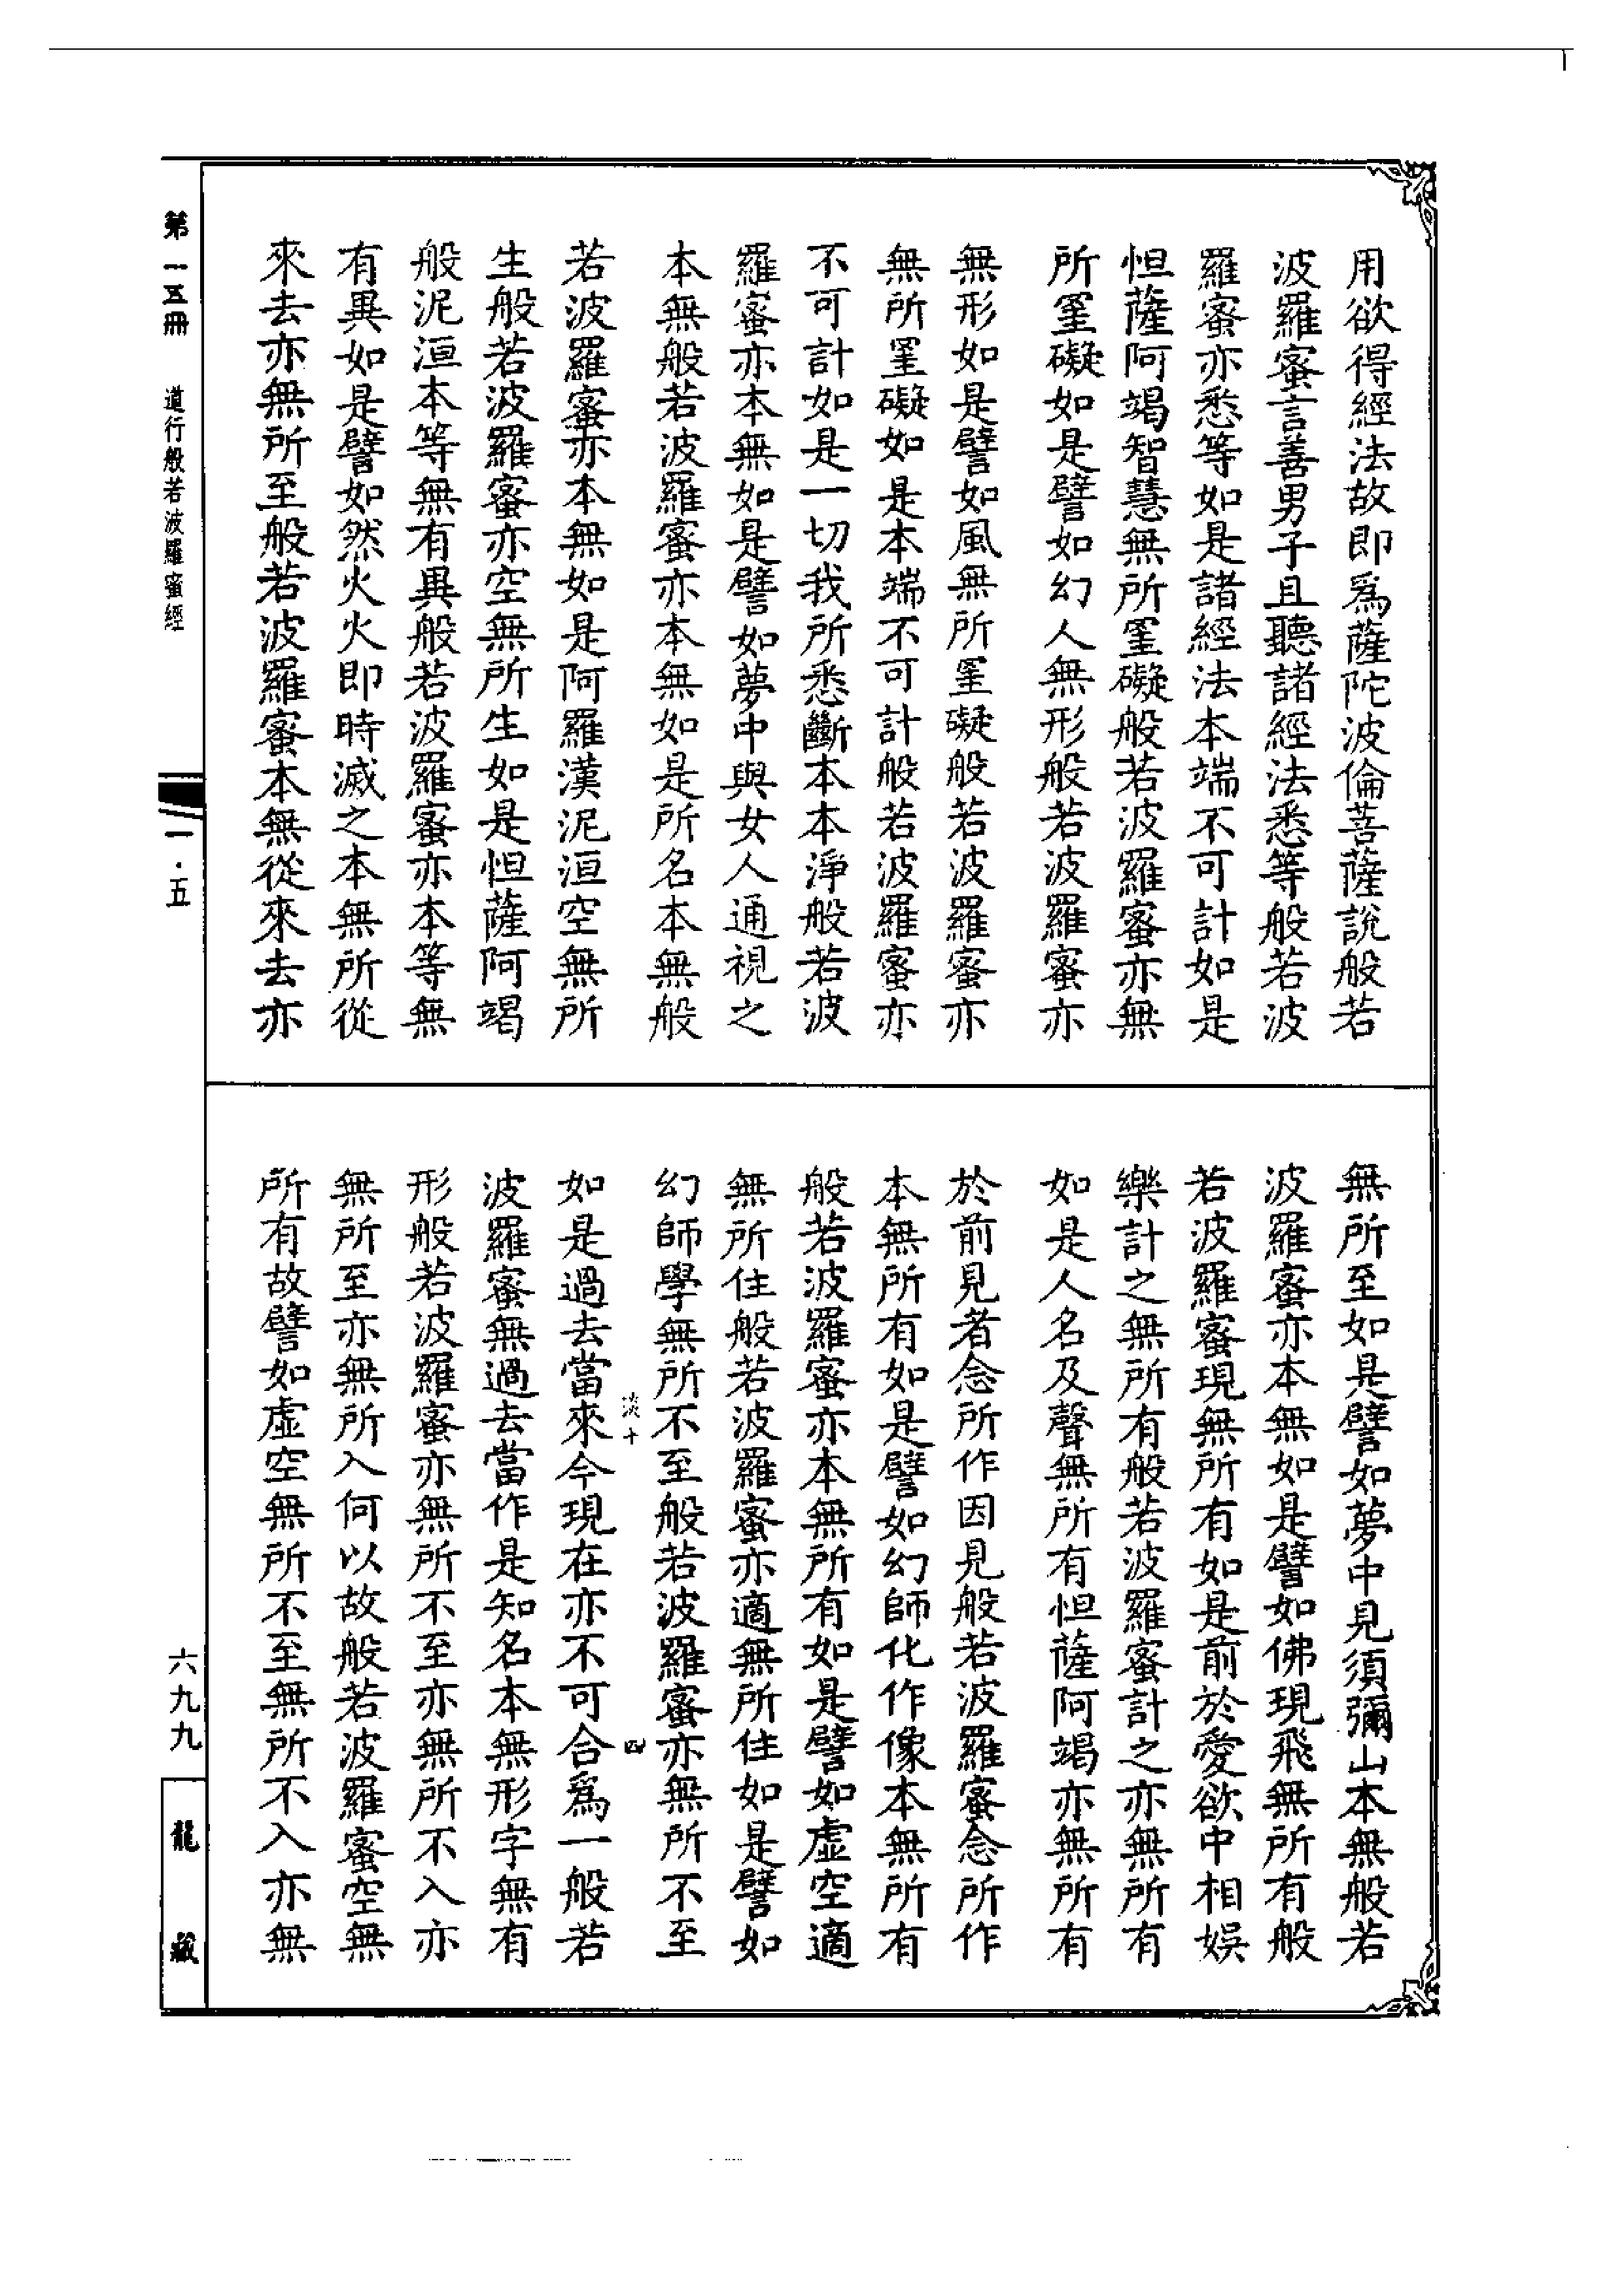 用欲得經法故即爲薩陀波倫菩薩說般若
波羅蜜言善男子且聽諸經法悉等般若波
羅蜜亦悉等如是諸經法本端不可計如是
怛薩阿竭智慧無所罣礙般若波羅蜜亦無
所罣礙如是譬如幻人無形般若波羅蜜亦
無形如是譬如風無所罣礙般若波羅蜜亦
無所罣礙如是本端不可計般若波羅蜜亦
不可計如是一切我所悉斷本本淨般若波
羅蜜亦本無如是譬如夢中與女人通視之
本無般若波羅蜜亦本無如是所名本無般
若波羅蜜亦本無如是阿羅漢泥洹空無所
生般若波羅蜜亦空無所生如是怛薩阿竭
般泥洹本等無有異般若波羅蜜亦本等無
有異如是譬如然火火即時滅之本無所從
來去亦無所至般若波羅蜜本無從來去亦
無所至如是譬如夢中見須彌山本無般若
波羅蜜亦本無如是譬如佛現飛無所有般
若波羅蜜現無所有如是前於愛欲中相娛
樂計之無所有般若波羅蜜計之亦無所有
如是人名及聲無所有怛薩阿竭亦無所有
於前見者念所作因見般若波羅蜜念所作
本無所有如是譬如幻師化作像本無所有
般若波羅蜜亦本無所有如是譬如虛空適
無所住般若波羅蜜亦適無所住如是譬如
幻師學無所不至般若波羅蜜亦無所不至
淡十 四
如是過去當來今現在亦不可合爲一般若
波羅蜜無過去當作是知名本無形字無有
形般若波羅蜜亦無所不至亦無所不入亦
無所至亦無所入何以故般若波羅蜜空無
所有故譬如虛空無所不至無所不入亦無
第一五冊 道行般若波羅蜜經
一·五
六九九
龍藏